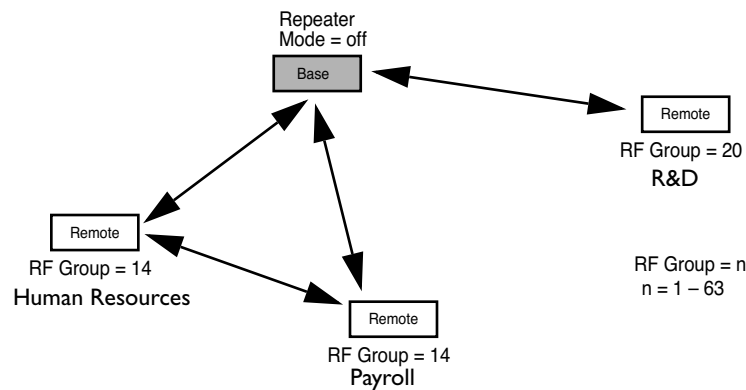 Repeater
Mode = off
Base
Remote
RF Group = 20
R&D
Remote
RF Group = 14
Human Resources
RF Group = n
n = 1 – 63
Remote
RF Group = 14
Payroll